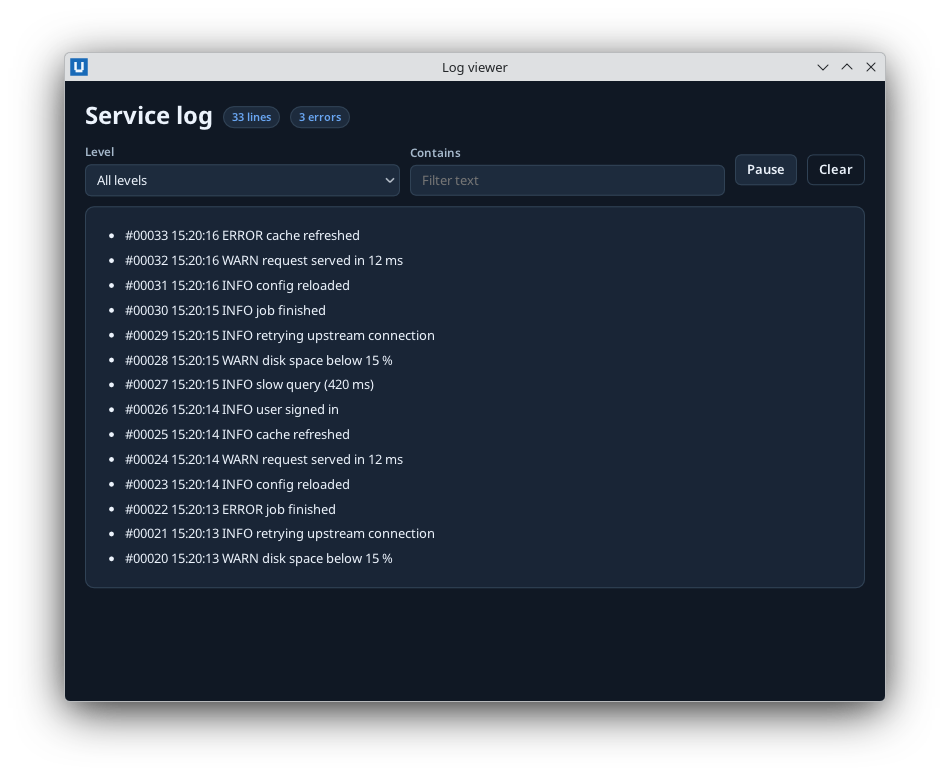 Log viewer
Service log 33 lines 3 errors
Level
Contains
All levels
Filter text
Pause
Clear
#00033 15:20:16 ERROR cache refreshed
#00032 15:20:16 WARN request served in 12 ms
#00031 15:20:16 INFO config reloaded
#00030 15:20:15 INFO job finished
#00029 15:20:15 INFO retrying upstream connection
#00028 15:20:15 WARN disk space below 15 %
#00027 15:20:15 INFO slow query (420 ms)
#00026 15:20:14 INFO user signed in
#00025 15:20:14 INFO cache refreshed
#00024 15:20:14 WARN request served in 12 ms
#00023 15:20:14 INFO config reloaded
#00022 15:20:13 ERROR job finished
#00021 15:20:13 INFO retrying upstream connection
#00020 15:20:13 WARN disk space below 15 %